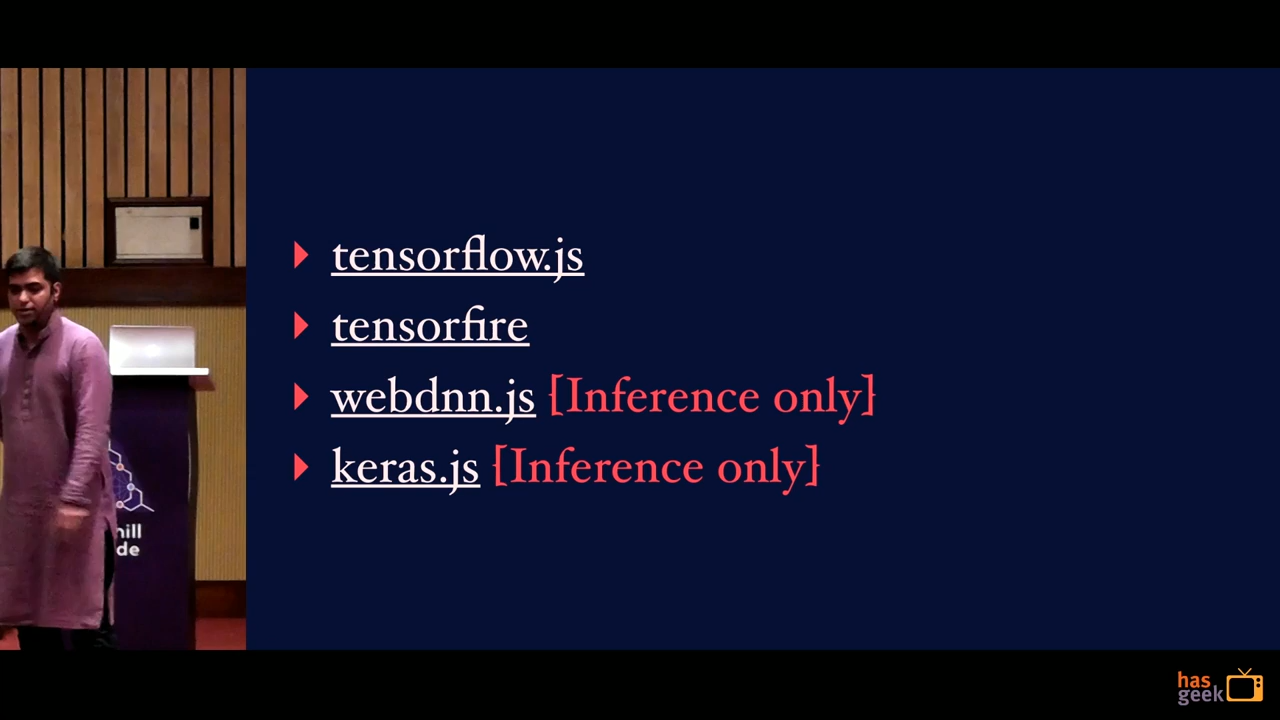 tensorflow.js
tensorfire
webdnn.js [Inference only]
keras.js [Inference only]
hill
de
has
geek